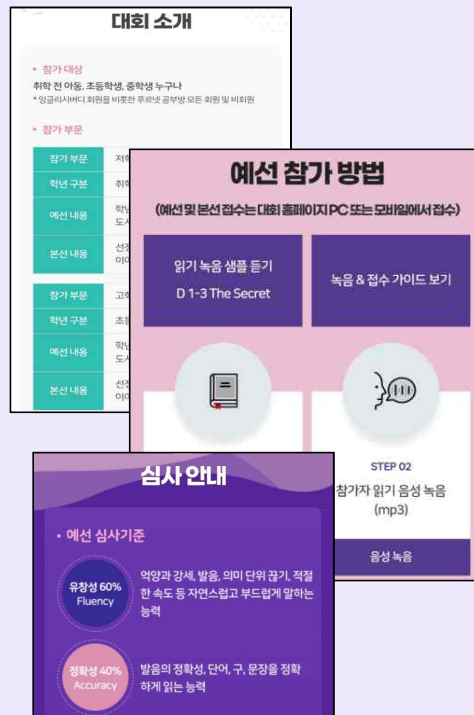 대회 소개
• 참가 대상
취학 전 아동, 초등학생, 중학생 누구나
* 잉글리시버디 회원을 비롯한 푸르넷 공부방 모든 회원 및 비회원
• 참가 부문
참가 부문
학년 구분
예선 내용
본선 내용
참가 부문
학년 구분
예선 내용
본선 내용
예선 참가 방법
(예선 및 본선 접수는 대회 홈페이지 PC 또는 모바일에서 접수)
읽기 녹음 샘플 듣기
D 1-3 The Secret
녹음 & 접수 가이드 보기
STEP 02
참가자 읽기 음성 녹음
(mp3)
음성 녹음
심사 안내
• 예선 심사기준
유창성 60%
Fluency
억양과 강세, 발음, 의미 단위 끊기, 적절
한 속도 등 자연스럽고 부드럽게 말하는
능력
정확성 40%
Accuracy
발음의 정확성, 단어, 구, 문장을 정확
하게 읽는 능력